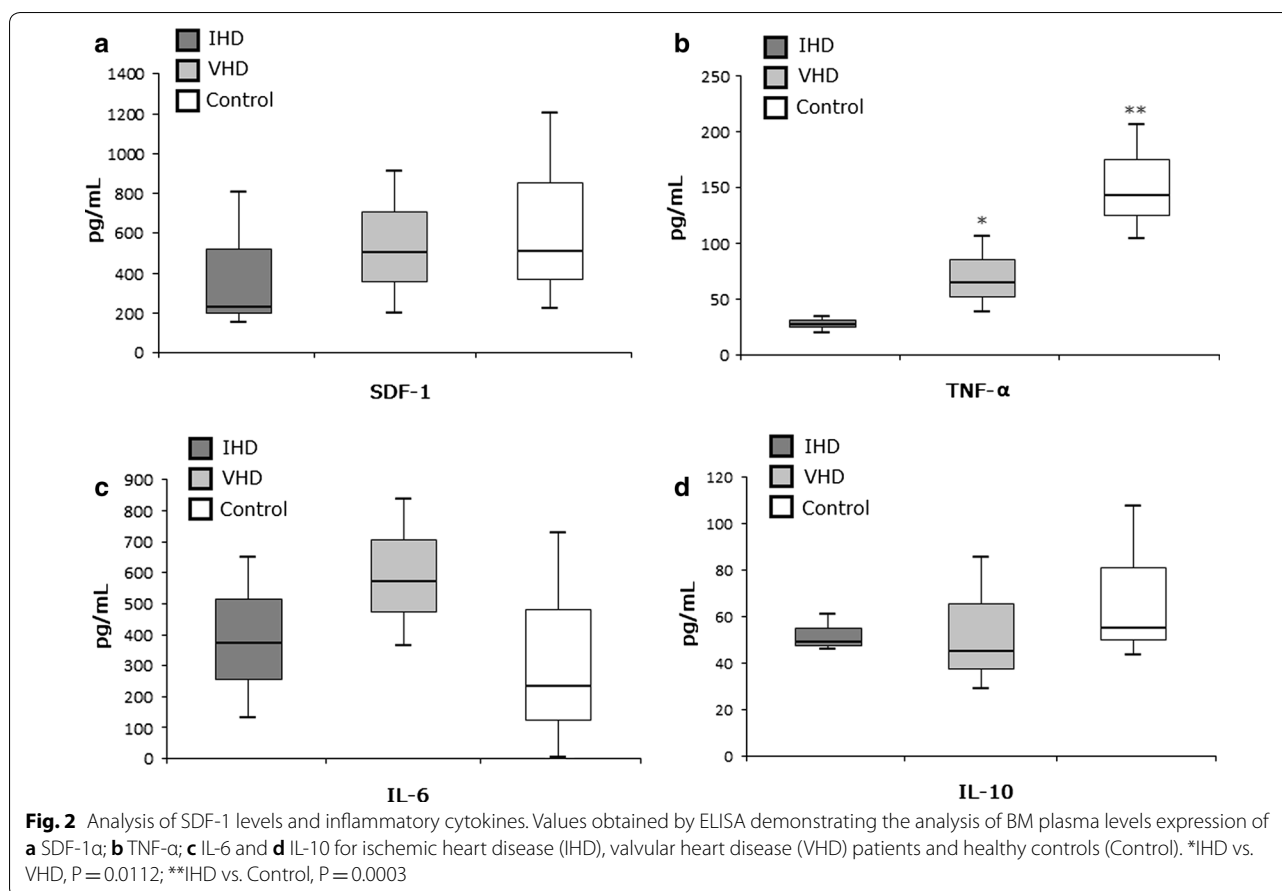 a
IHD
VHD
Control
1400
1200
1000
800
600
400
200
0
pg/mL
SDF-1
b
IHD
VHD
Control
250
200
150
100
50
0
pg/mL
*
**
TNF-α
c
IHD
VHD
Control
900
800
700
600
500
400
300
200
100
0
pg/mL
IL-6
d
IHD
VHD
Control
120
100
80
60
40
20
0
pg/mL
IL-10
Fig. 2 Analysis of SDF-1 levels and inflammatory cytokines. Values obtained by ELISA demonstrating the analysis of BM plasma levels expression of
a SDF-1α; b TNF-α; c IL-6 and d IL-10 for ischemic heart disease (IHD), valvular heart disease (VHD) patients and healthy controls (Control). *IHD vs.
VHD, P = 0.0112; **IHD vs. Control, P = 0.0003